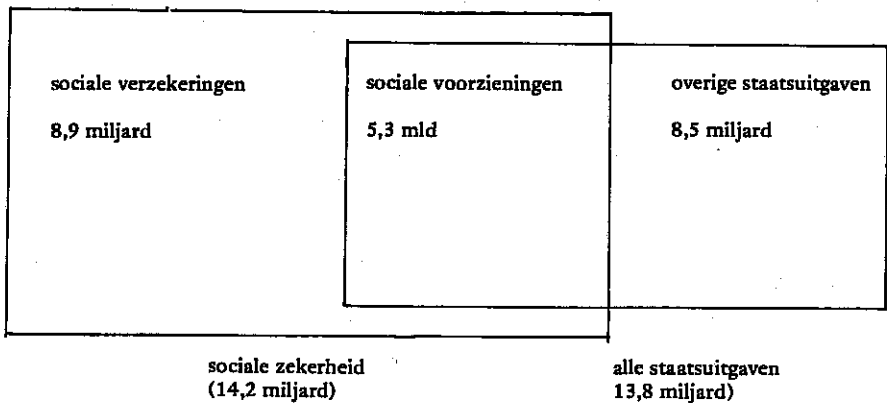 sociale verzekeringen
8,9 miljard
sociale voorzieningen
5,3 mld
overige staatsuitgaven
8,5 miljard
sociale zekerheid
(14,2 miljard)
alle staatsuitgaven
13,8 miljard)